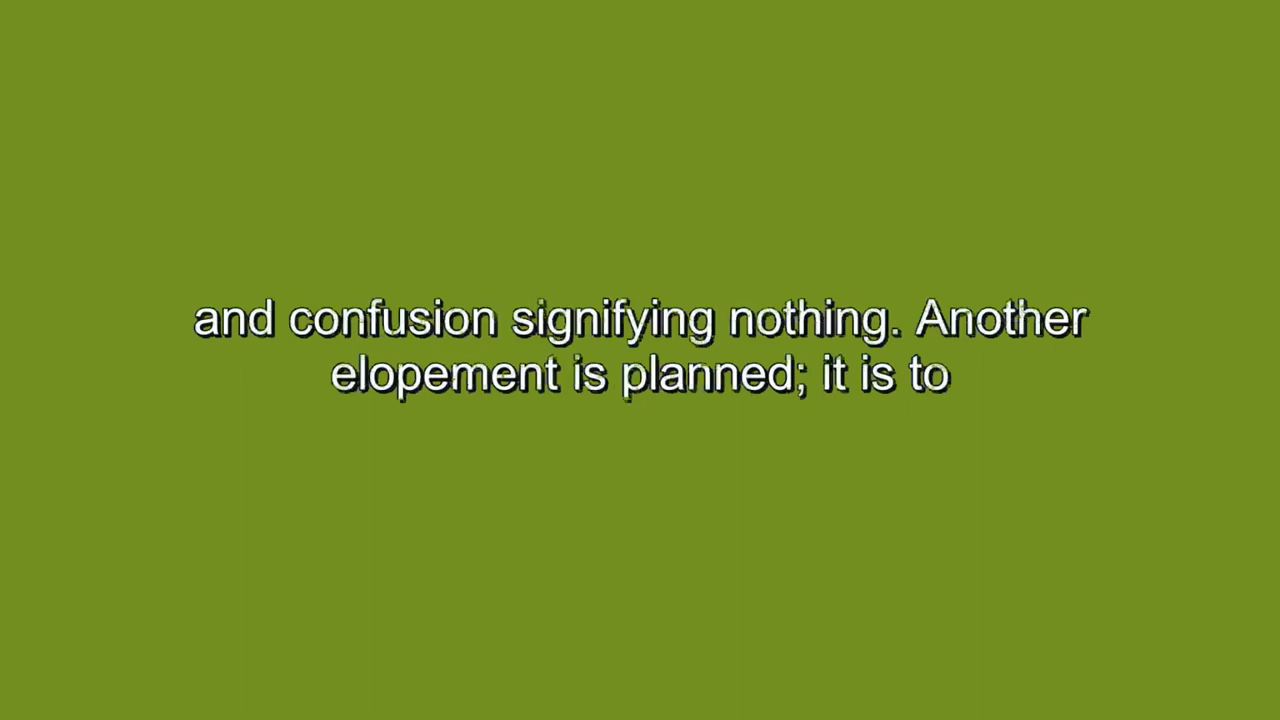 and confusion signifying nothing. Another
elopement is planned; it is to